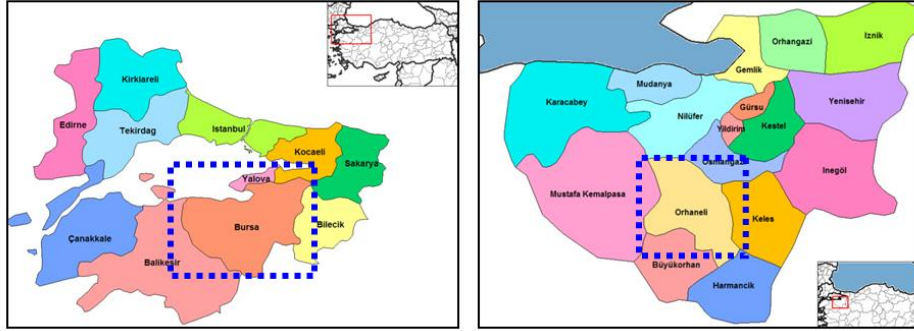 Kirklareli
Edirne
Tekirdag
Istanbul
Kocaeli
Sakarya
Yalova
Bursa
Bilecik
Çanakkale
Balikesir
Orhangazi
Iznik
Gemlik
Mudanya
Karacabey
Gürsu
Yenisehir
Nilüfer
Yildirim
Kestel
Osmangazi
Inegöl
Mustafa Kemalpasa
Orhaneli
Keles
Büyükorhan
Harmancik